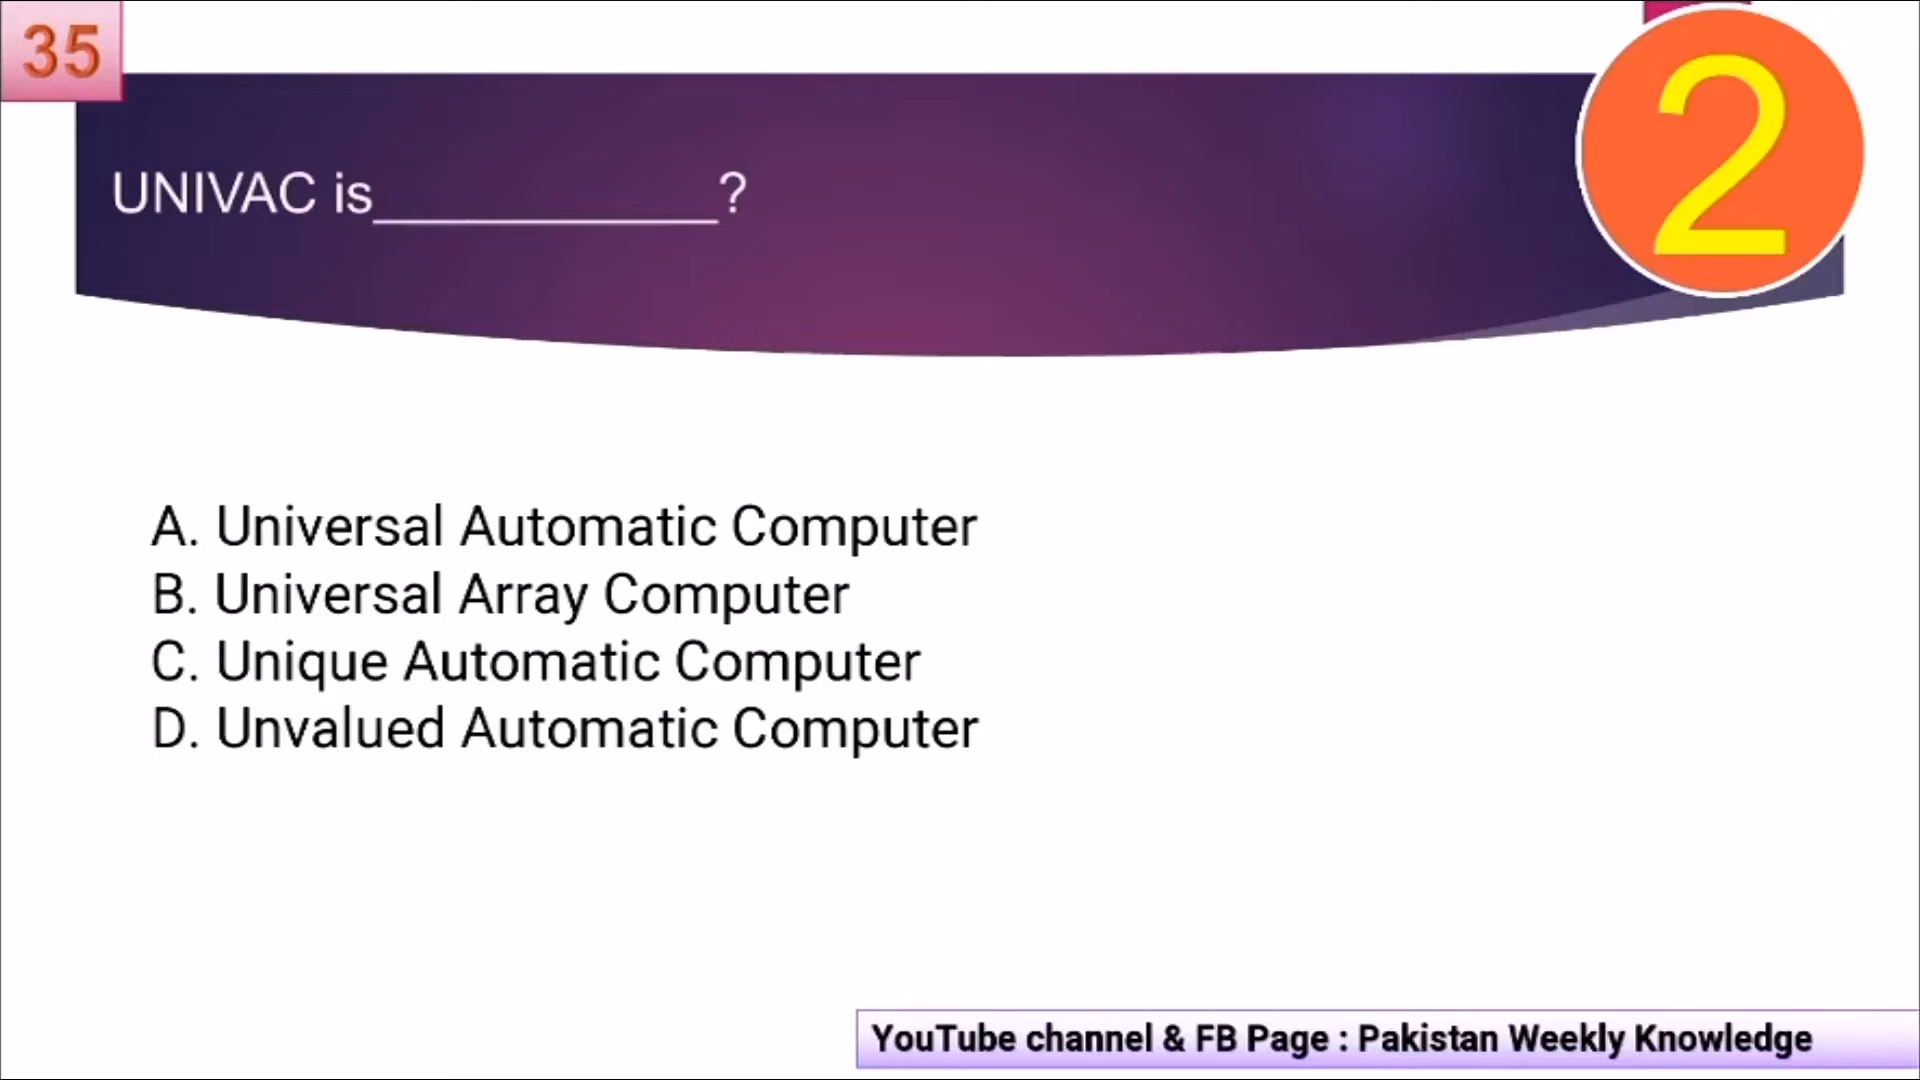 35
2
UNIVAC is____________?
A. Universal Automatic Computer
B. Universal Array Computer
C. Unique Automatic Computer
D. Unvalued Automatic Computer
YouTube channel & FB Page : Pakistan Weekly Knowledge